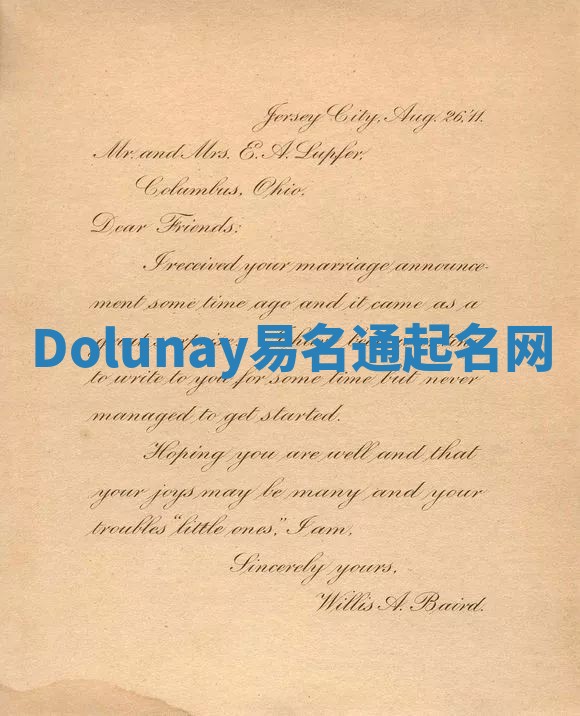 Jersey City, Aug. 26,'11.
Mr. and Mrs. E. A. Lupfer,
Columbus, Ohio.
Dear Friends:
I received your marriage announce-
ment some time ago and it came as a
Dolunay易名通起名网
to write to you for some time but never
managed to get started.
Hoping you are well and that
your joys may be many and your
troubles "little ones," I am,
Sincerely yours,
Willis A. Baird.